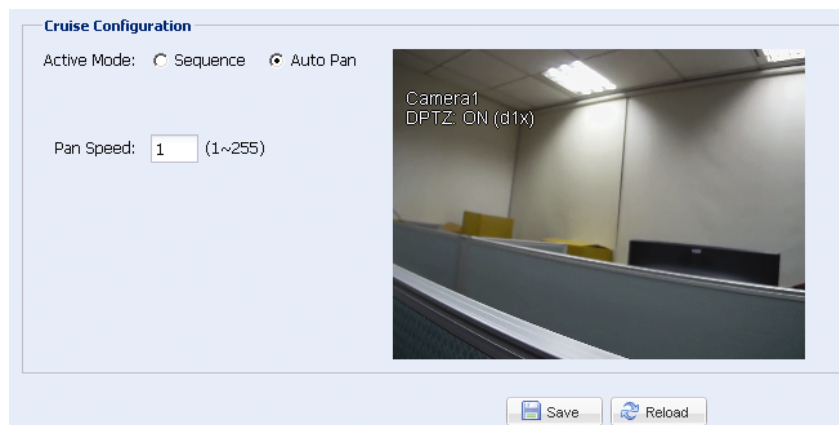 Cruise Configuration
Active Mode: Sequence Auto Pan
Camera1
DPTZ: ON (d1x)
Pan Speed: 1 (1~255)
Save Reload